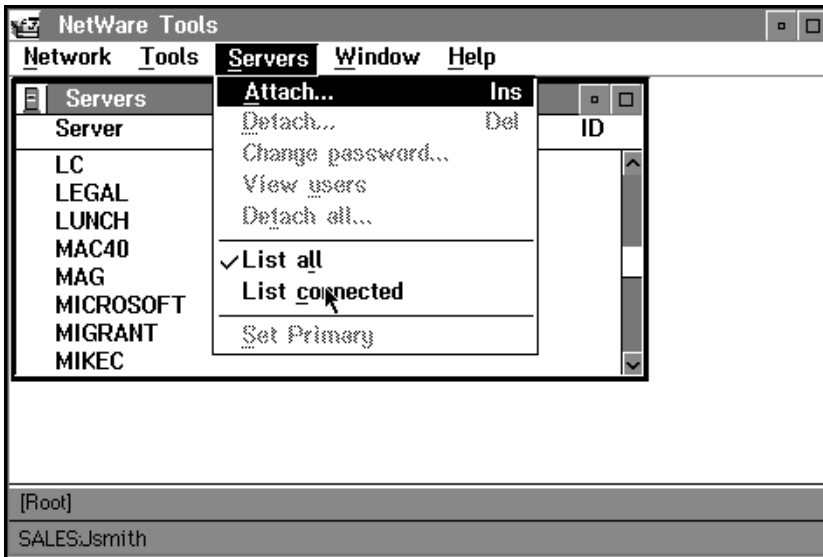 NetWare Tools
Network Tools Servers Window Help
Servers
Server ID
Attach... Ins
Detach... Del
Change password...
View users
Detach all...
List all
List connected
Set Primary
LC
LEGAL
LUNCH
MAC40
MAG
MICROSOFT
MIGRANT
MIKEC
[Root]
SALES:Jsmith